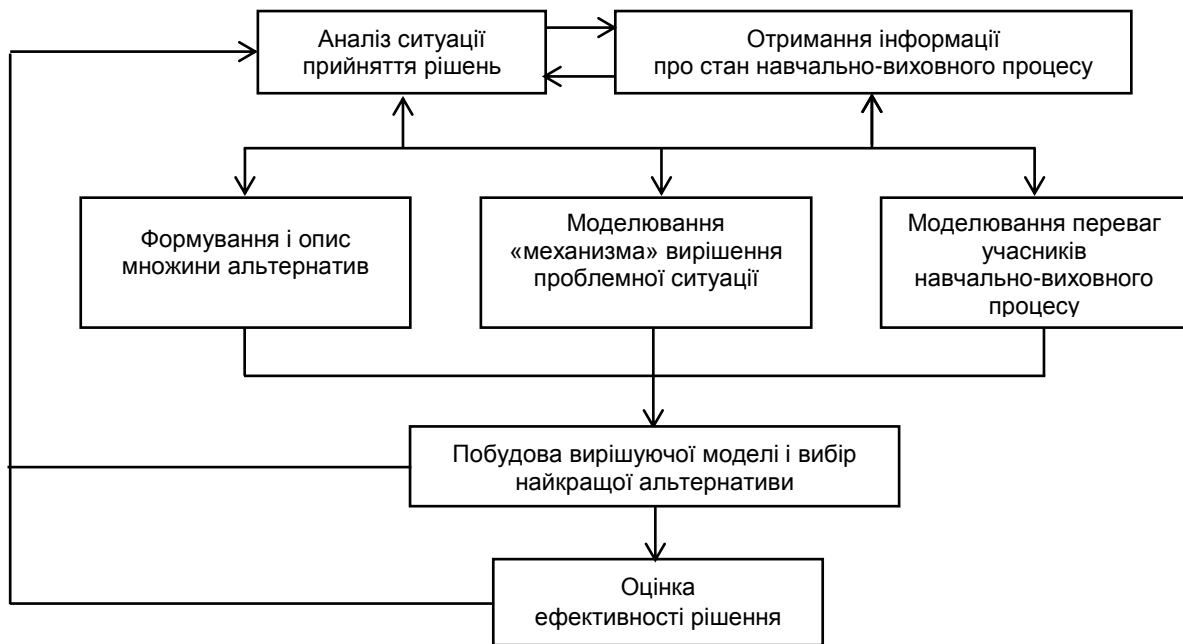 Аналіз ситуації
прийняття рішень
Отримання інформації
про стан навчально-виховного процесу
Формування і опис
множини альтернатив
Моделювання
«механизма» вирішення
проблемної ситуації
Моделювання переваг
учасників
навчально-виховного
процесу
Побудова вирішуючої моделі і вибір
найкращої альтернативи
Оцінка
ефективності рішення